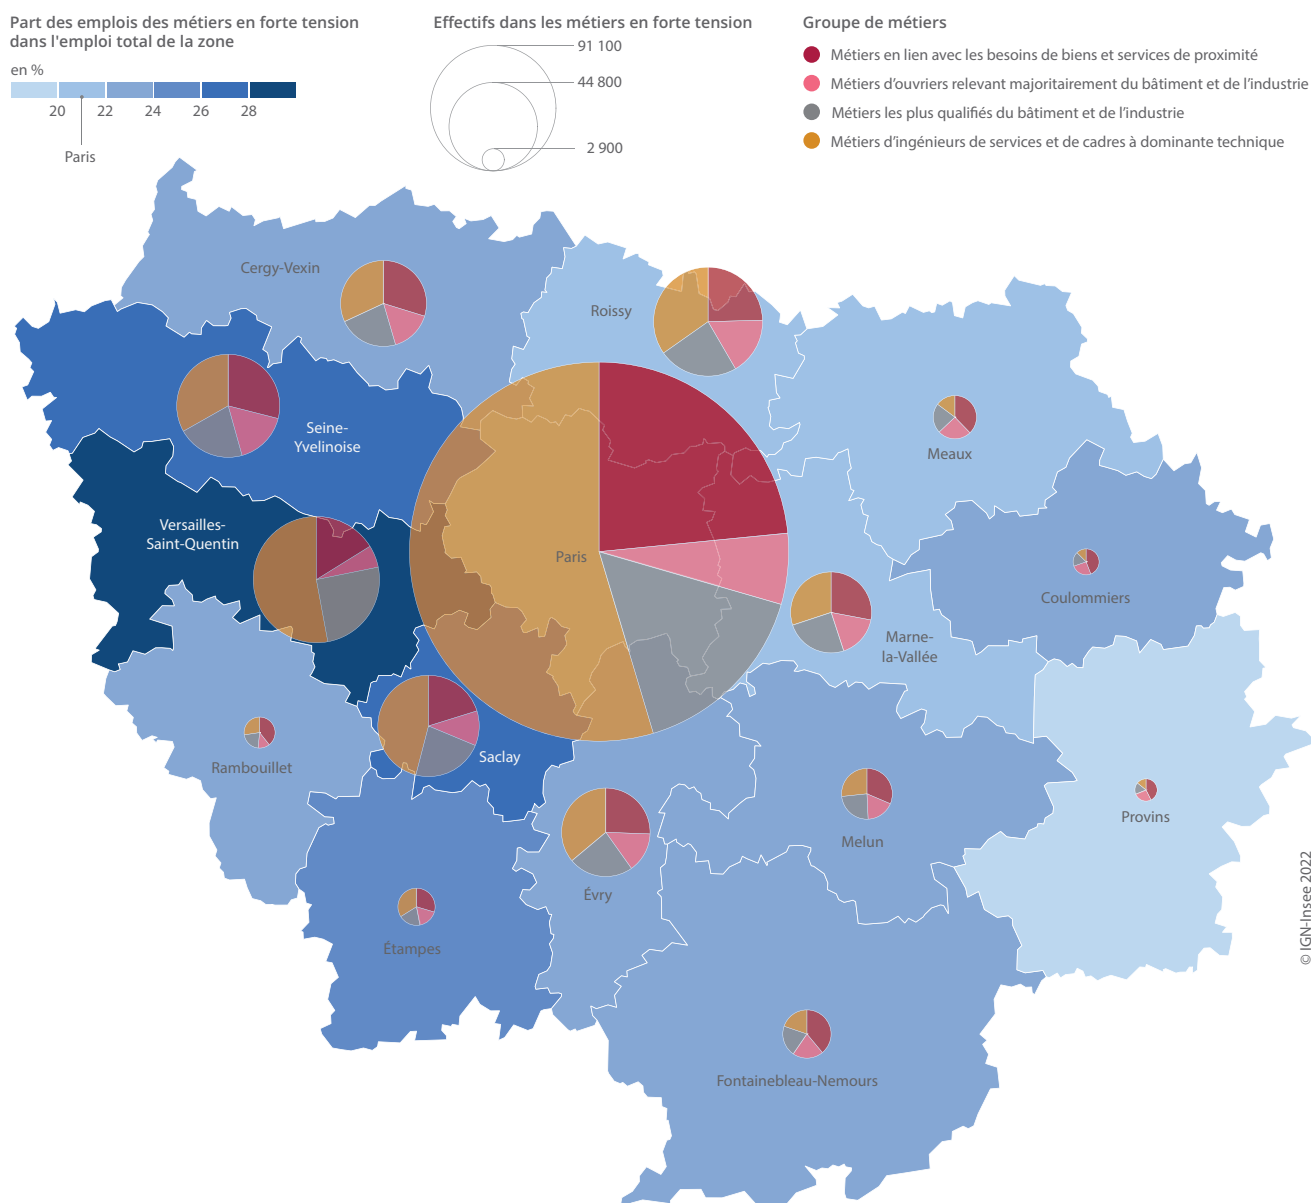 Part des emplois des métiers en forte tension
dans l'emploi total de la zone
en %
20 22 24 26 28
Paris
Effectifs dans les métiers en forte tension
91 100
44 800
2 900
Groupe de métiers
Métiers en lien avec les besoins de biens et services de proximité
Métiers d’ouvriers relevant majoritairement du bâtiment et de l’industrie
Métiers les plus qualifiés du bâtiment et de l’industrie
Métiers d’ingénieurs de services et de cadres à dominante technique
Cergy-Vexin
Roissy
Seine-
Yvelinoise
Meaux
Versailles-
Saint-Quentin
Paris
Coulommiers
Marne-
la-Vallée
Rambouillet
Saclay
Provins
Melun
Évry
Étampes
Fontainebleau-Nemours
© IGN-Insee 2022